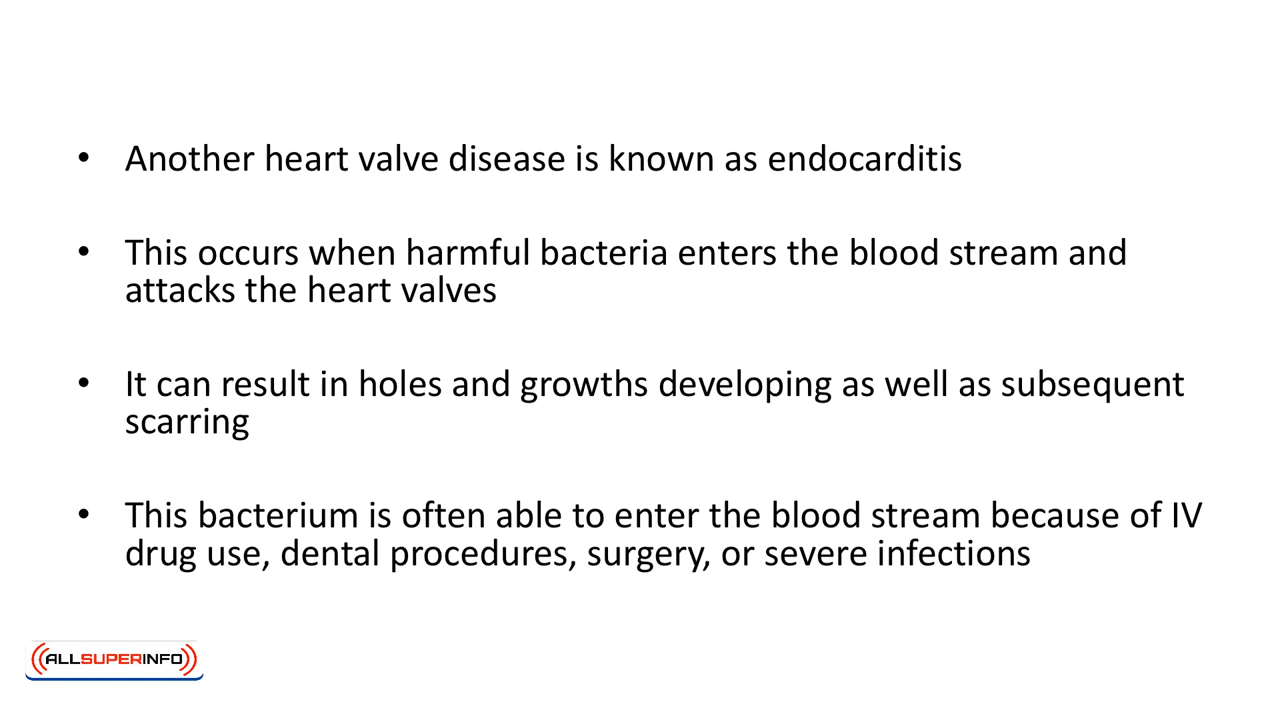 • Another heart valve disease is known as endocarditis
• This occurs when harmful bacteria enters the blood stream and
attacks the heart valves
• It can result in holes and growths developing as well as subsequent
scarring
• This bacterium is often able to enter the blood stream because of IV
drug use, dental procedures, surgery, or severe infections
ALLSUPERINFO